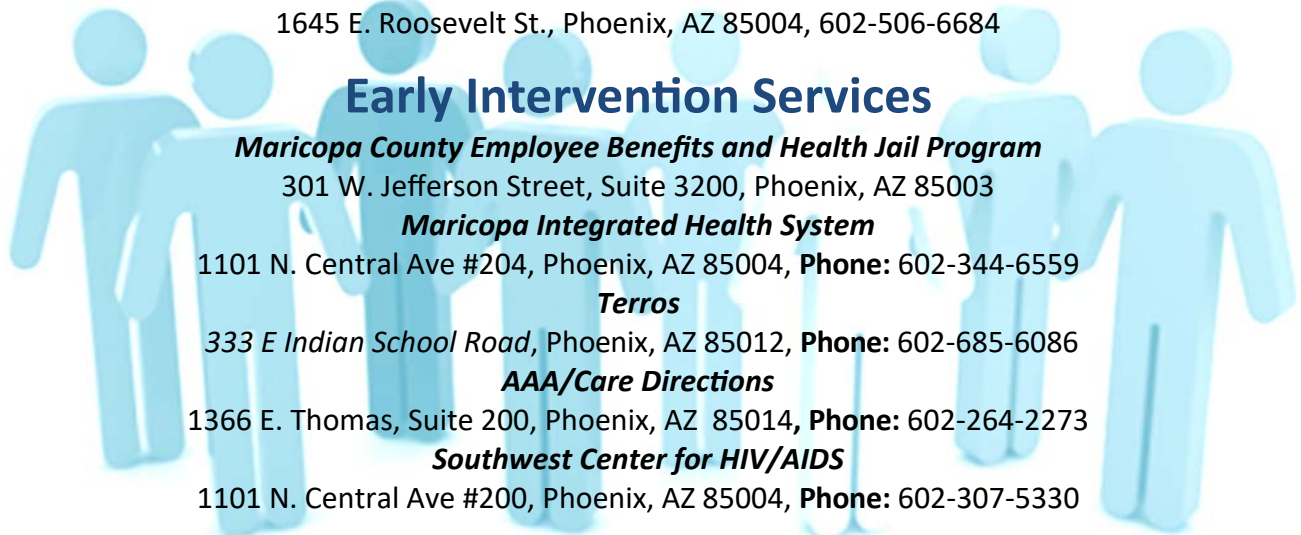 1645 E. Roosevelt St., Phoenix, AZ 85004, 602-506-6684
Early Intervention Services
Maricopa County Employee Benefits and Health Jail Program
301 W. Jefferson Street, Suite 3200, Phoenix, AZ 85003
Maricopa Integrated Health System
1101 N. Central Ave #204, Phoenix, AZ 85004, Phone: 602-344-6559
Terros
333 E Indian School Road, Phoenix, AZ 85012, Phone: 602-685-6086
AAA/Care Directions
1366 E. Thomas, Suite 200, Phoenix, AZ  85014, Phone: 602-264-2273
Southwest Center for HIV/AIDS
1101 N. Central Ave #200, Phoenix, AZ 85004, Phone: 602-307-5330